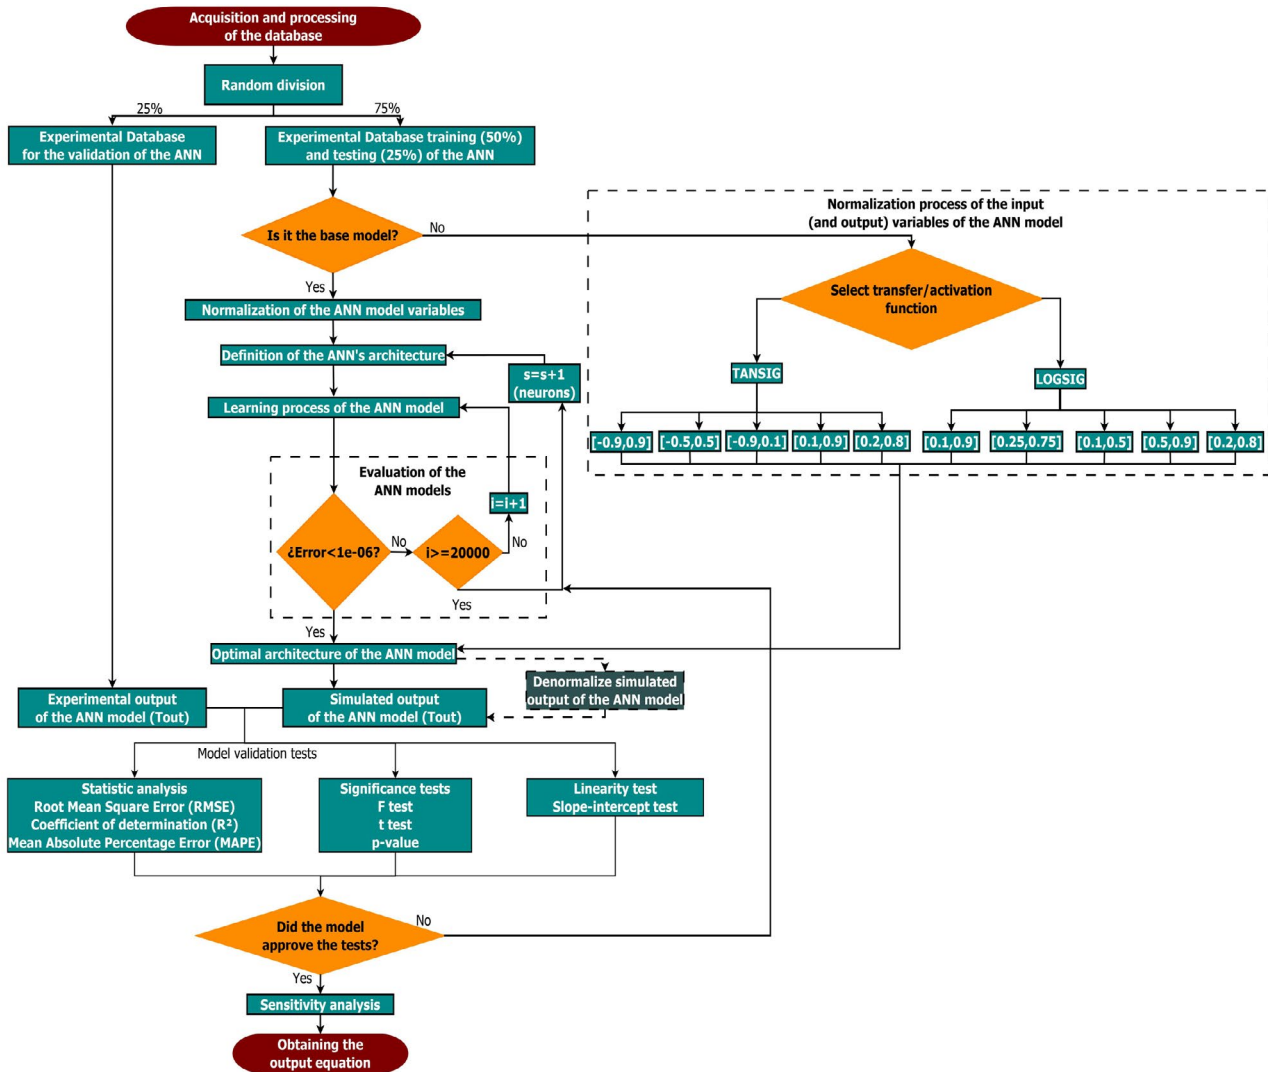 Acquisition and processing
of the database
Random division
25%
75%
Experimental Database
for the validation of the ANN
Experimental Database training (50%)
and testing (25%) of the ANN
Is it the base model?
No
Yes
Normalization process of the input
(and output) variables of the ANN model
Select transfer/activation
function
TANSIG
LOGSIG
[-0.9,0.9]
[-0.5,0.5]
[-0.9,0.1]
[0.1,0.9]
[0.2,0.8]
[0.1,0.9]
[0.25,0.75]
[0.1,0.5]
[0.5,0.9]
[0.2,0.8]
Normalization of the ANN model variables
Definition of the ANN's architecture
s=s+1
(neurons)
Learning process of the ANN model
Evaluation of the
ANN models
i=i+1
¿Error<1e-06?
No
i>=20000
No
Yes
Yes
Optimal architecture of the ANN model
Denormalize simulated
output of the ANN model
Experimental output
of the ANN model (Tout)
Simulated output
of the ANN model (Tout)
Model validation tests
Statistic analysis
Root Mean Square Error (RMSE)
Coefficient of determination (R²)
Mean Absolute Percentage Error (MAPE)
Significance tests
F test
t test
p-value
Linearity test
Slope-intercept test
Did the model
approve the tests?
No
Yes
Sensitivity analysis
Obtaining the
output equation